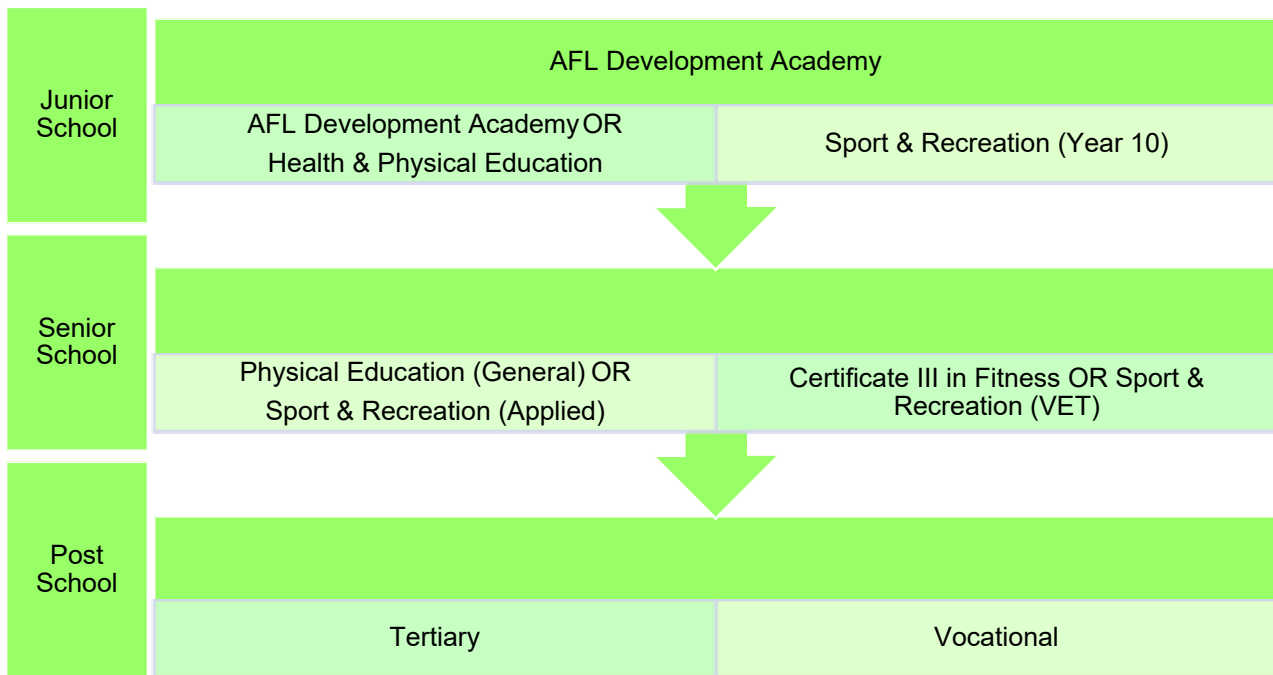 Junior
School
AFL Development Academy
AFL Development Academy OR
Health & Physical Education
Sport & Recreation (Year 10)
Senior
School
Physical Education (General) OR
Sport & Recreation (Applied)
Certificate III in Fitness OR Sport &
Recreation (VET)
Post
School
Tertiary
Vocational